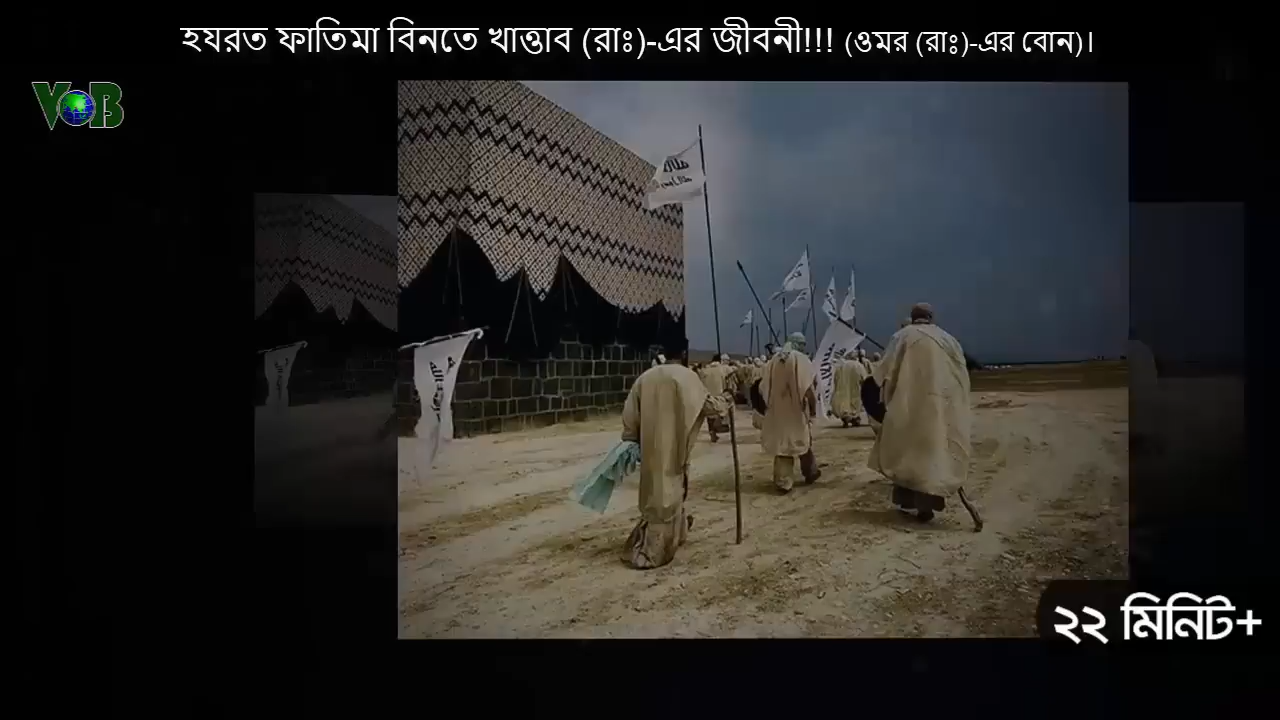 হযরত ফাতিমা বিনতে খাত্তাব (রাঃ)-এর জীবনী!!! (ওমর (রাঃ)-এর বোন)।
VOB
২২ মিনিট+